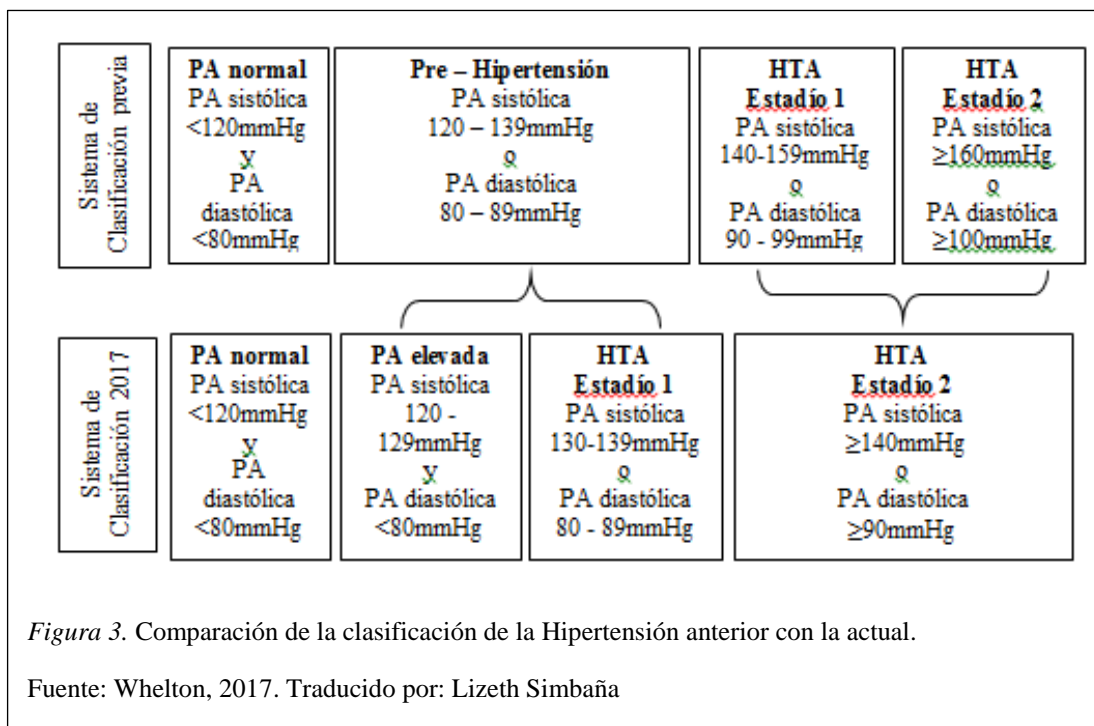 Sistema de
Clasificación previa
PA normal
PA sistólica
<120mmHg
y
PA
diastólica
<80mmHg
Pre – Hipertensión
PA sistólica
120 – 139mmHg
o
PA diastólica
80 – 89mmHg
HTA
Estadío 1
PA sistólica
140-159mmHg
o
PA diastólica
90 - 99mmHg
HTA
Estadío 2
PA sistólica
≥160mmHg
o
PA diastólica
≥100mmHg
Sistema de
Clasificación 2017
PA normal
PA sistólica
<120mmHg
y
PA
diastólica
<80mmHg
PA elevada
PA sistólica
120 -
129mmHg
y
PA diastólica
<80mmHg
HTA
Estadío 1
PA sistólica
130-139mmHg
o
PA diastólica
80 - 89mmHg
HTA
Estadío 2
PA sistólica
≥140mmHg
o
PA diastólica
≥90mmHg
Figura 3. Comparación de la clasificación de la Hipertensión anterior con la actual.
Fuente: Whelton, 2017. Traducido por: Lizeth Simbaña